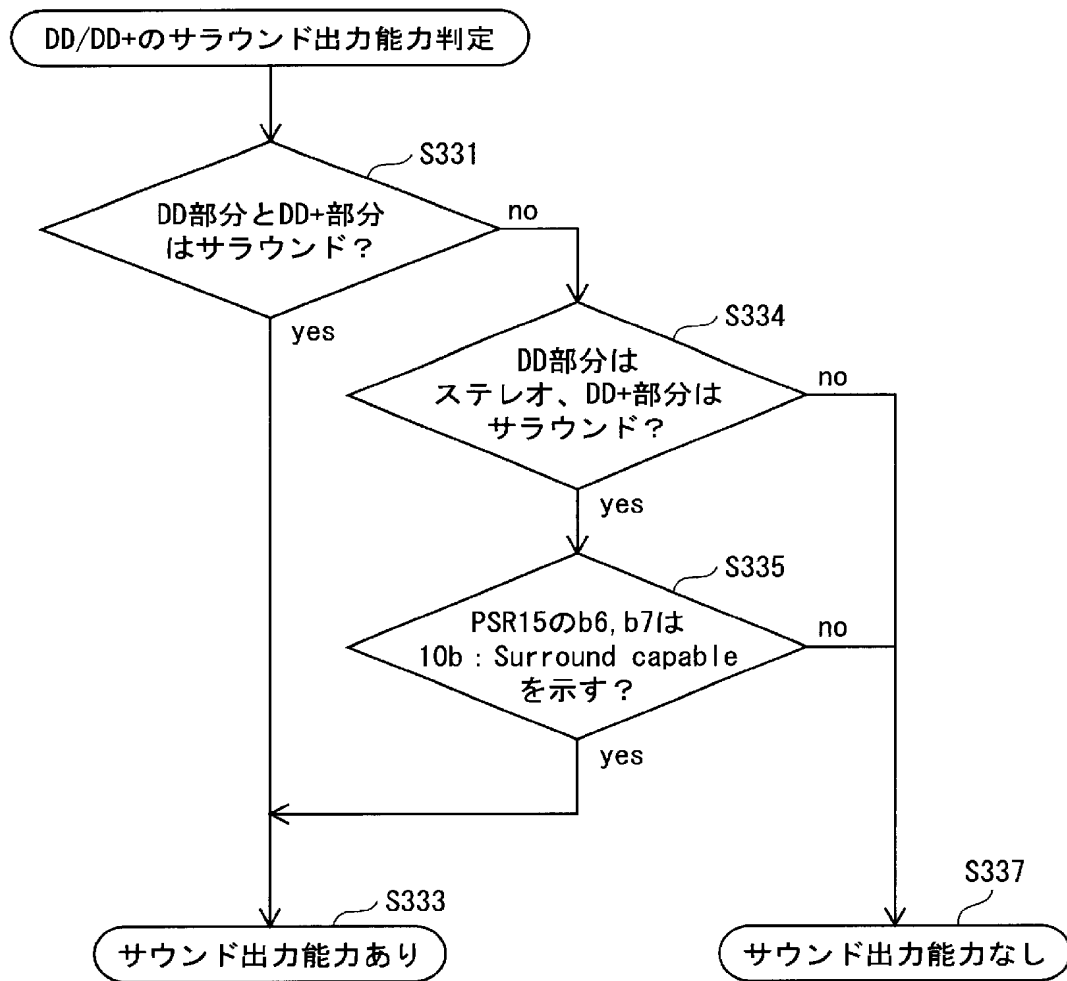 DD/DD+のサラウンド出力能力判定
S331
DD部分とDD+部分
はサラウンド？
no
yes
S334
DD部分は
ステレオ、DD+部分は
サラウンド？
no
yes
S335
PSR15のb6,b7は
10b：Surround capable
を示す？
no
yes
S333
サウンド出力能力あり
S337
サウンド出力能力なし